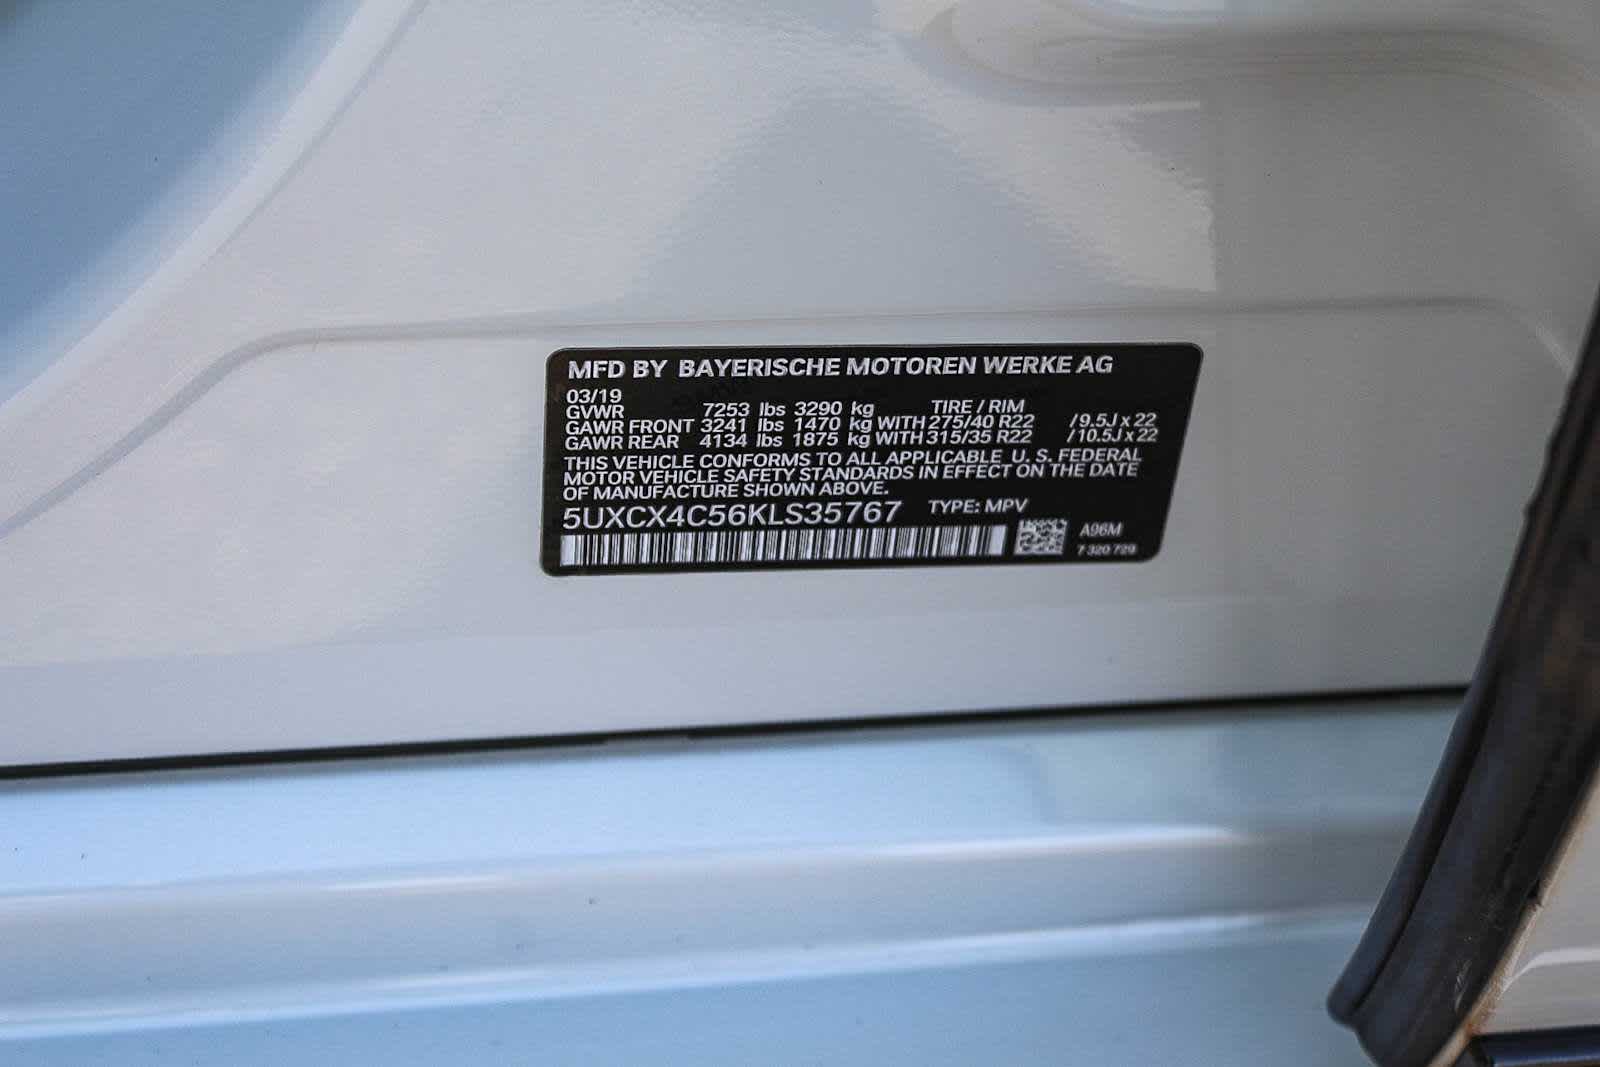 MFD BY BAYERISCHE MOTOREN WERKE AG
03/19
GVWR 7253 lbs 3290 kg TIRE / RIM
GAWR FRONT 3241 lbs 1470 kg WITH 275/40 R22 /9.5J x 22
GAWR REAR 4134 lbs 1875 kg WITH 315/35 R22 /10.5J x 22
THIS VEHICLE CONFORMS TO ALL APPLICABLE U. S. FEDERAL
MOTOR VEHICLE SAFETY STANDARDS IN EFFECT ON THE DATE
OF MANUFACTURE SHOWN ABOVE.
5UXCX4C56KLS35767 TYPE: MPV
A96M
7 320 729